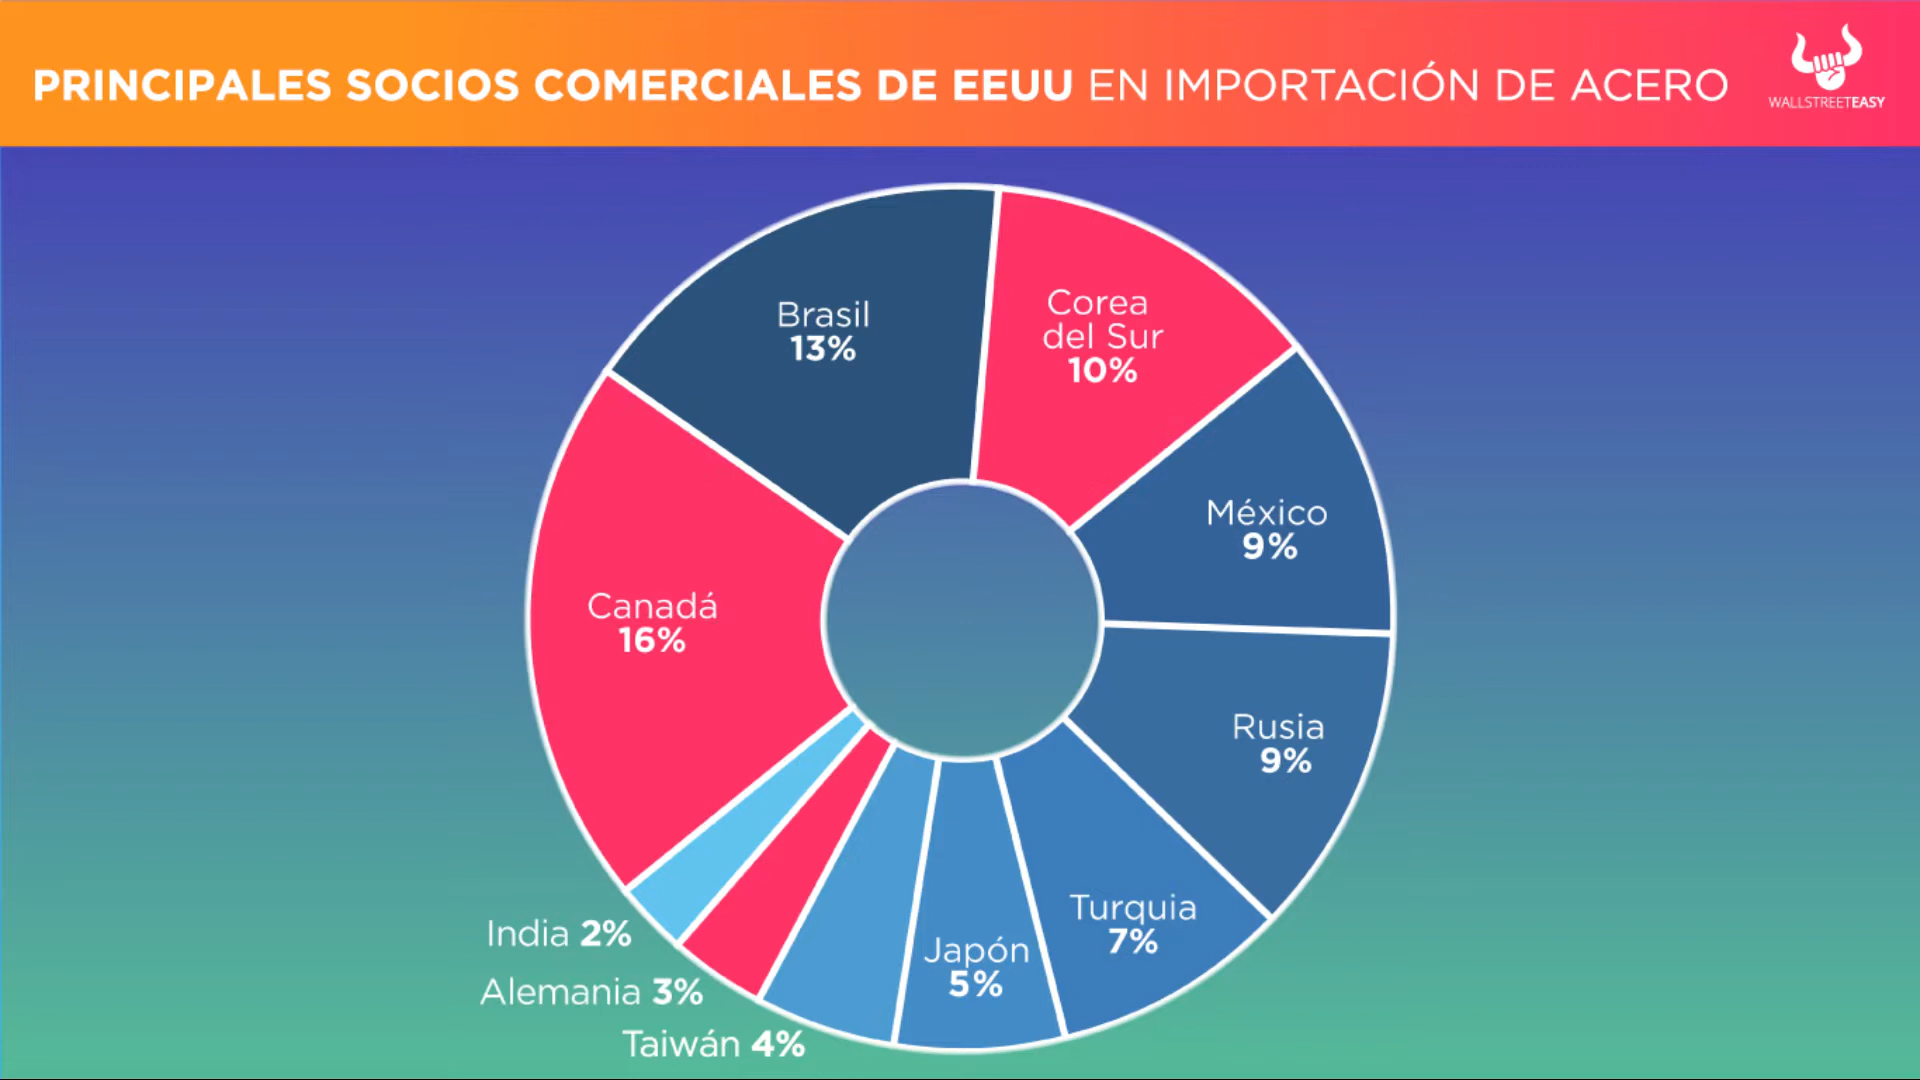 PRINCIPALES SOCIOS COMERCIALES DE EEUU EN IMPORTACIÓN DE ACERO
WALLSTREETEASY
Brasil
13%
Corea
del Sur
10%
México
9%
Canadá
16%
Rusia
9%
Turquia
7%
Japón
5%
India 2%
Alemania 3%
Taiwán 4%